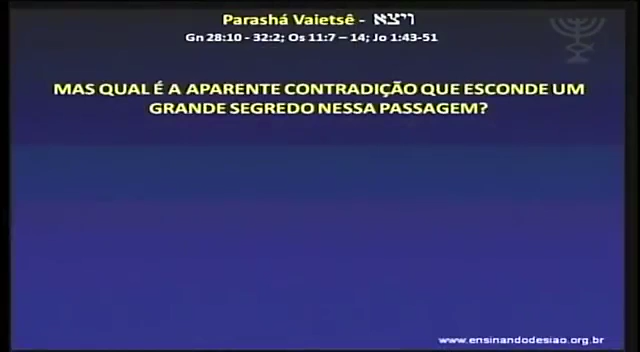 Parashá Vaietsê - ויצא
Gn 28:10 - 32:2; Os 11:7 – 14; Jo 1:43-51
MAS QUAL É A APARENTE CONTRADIÇÃO QUE ESCONDE UM
GRANDE SEGREDO NESSA PASSAGEM?
www.ensinandodesiao.org.br